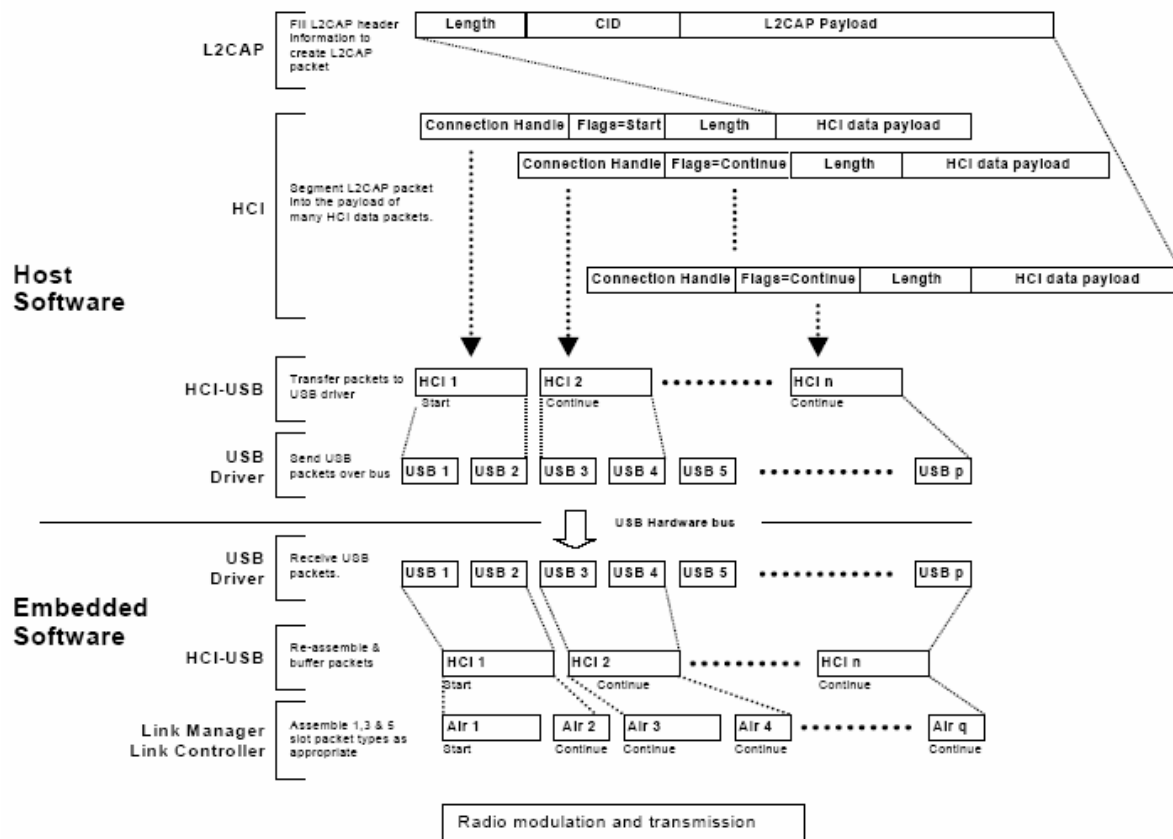 L2CAP
Fill L2CAP header
information to
create L2CAP
packet
Length CID L2CAP Payload
Connection Handle Flags=Start Length HCI data payload
Connection Handle Flags=Continue Length HCI data payload
HCI
Segment L2CAP packet
into the payload of
many HCI data packets.
Host
Software
Connection Handle Flags=Continue Length HCI data payload
HCI-USB
Transfer packets to
USB driver
HCI 1 HCI 2 HCI n
Start Continue Continue
USB
Driver
Send USB
packets over bus
USB 1 USB 2 USB 3 USB 4 USB 5 USB p
USB Hardware bus
USB
Driver
Receive USB
packets.
USB 1 USB 2 USB 3 USB 4 USB 5 USB p
Embedded
Software
HCI-USB
Re-assemble &
buffer packets
HCI 1 HCI 2 HCI n
Start Continue Continue
Link Manager
Link Controller
Assemble 1,3 & 5
slot packet types as
appropriate
Air 1 Air 2 Air 3 Air 4 Air q
Start Continue Continue Continue Continue
Radio modulation and transmission